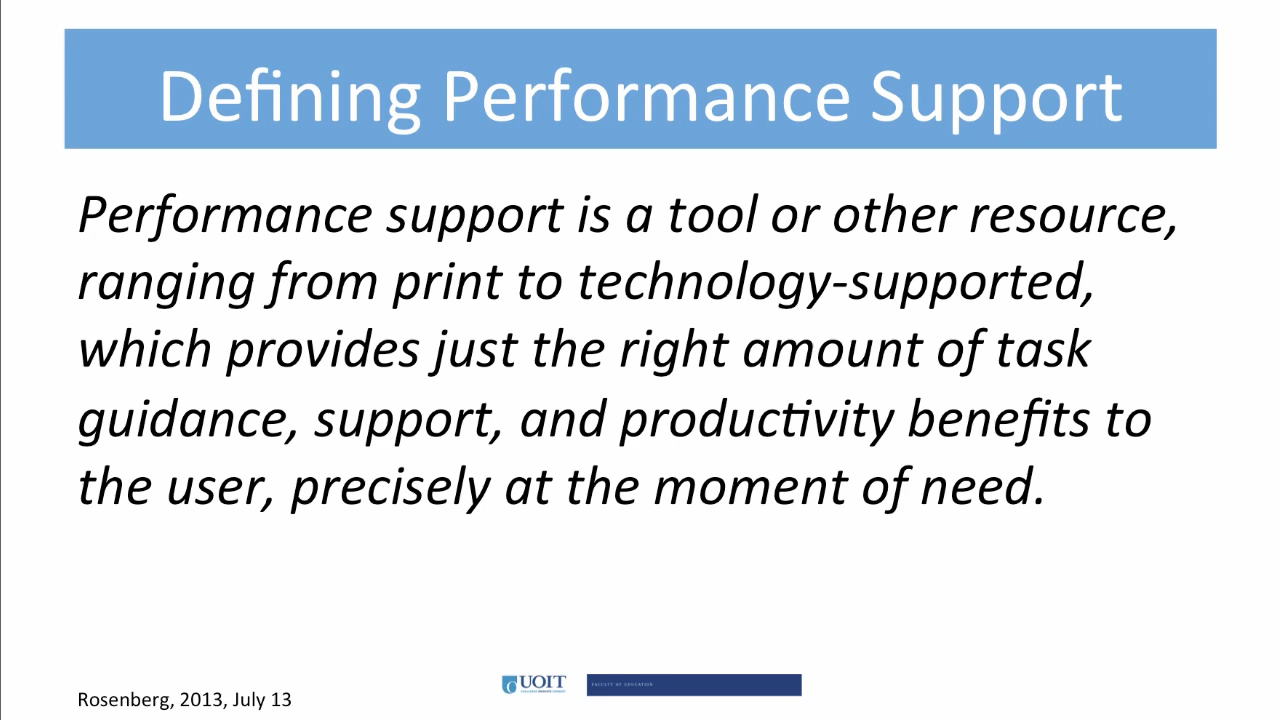 Defining Performance Support
Performance support is a tool or other resource,
ranging from print to technology-supported,
which provides just the right amount of task
guidance, support, and productivity benefits to
the user, precisely at the moment of need.
UOIT
FACULTY OF EDUCATION
Rosenberg, 2013, July 13